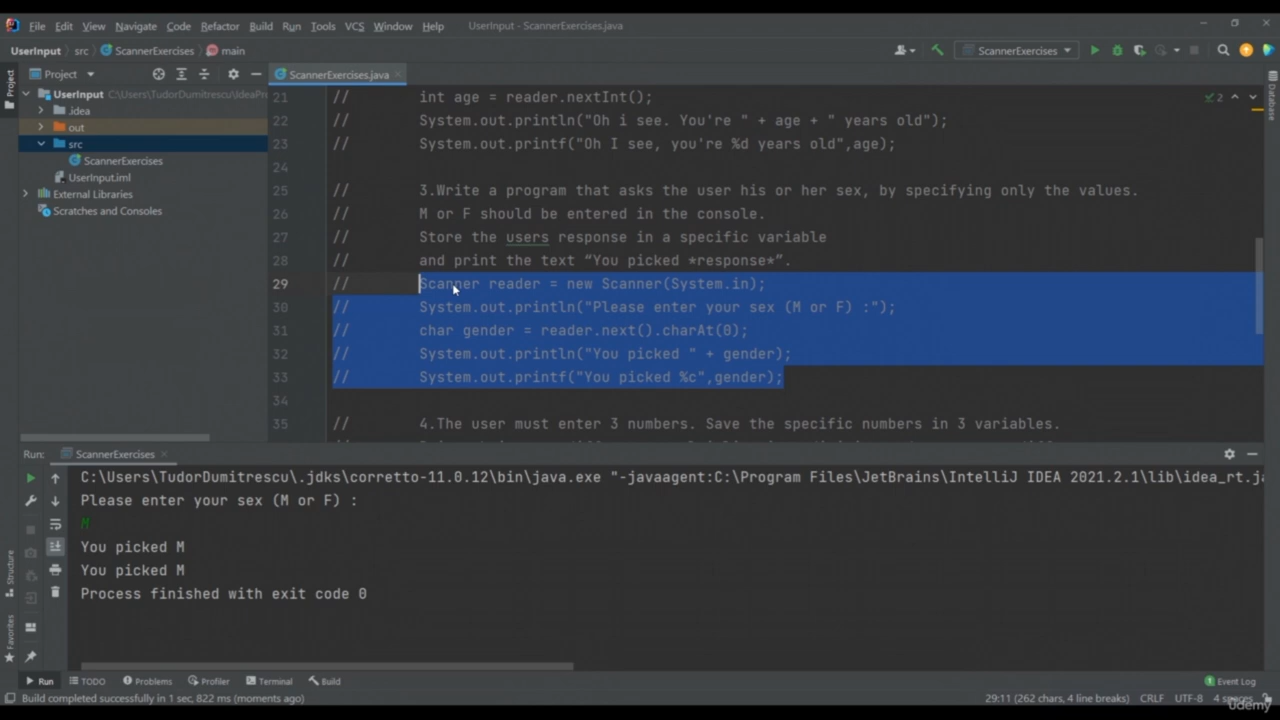 File Edit View Navigate Code Refactor Build Run Tools VCS Window Help UserInput - ScannerExercises.java
UserInput src ScannerExercises main ScannerExercises
Project ScannerExercises.java
Project
UserInput C:\Users\TudorDumitrescu\IdeaPr
.idea
out
src
ScannerExercises
UserInput.iml
External Libraries
Scratches and Consoles
Database
2
21 // int age = reader.nextInt();
22 // System.out.println("Oh i see. You're " + age + " years old");
23 // System.out.printf("Oh I see, you're %d years old",age);
24
25 // 3.Write a program that asks the user his or her sex, by specifying only the values.
26 // M or F should be entered in the console.
27 // Store the users response in a specific variable
28 // and print the text “You picked *response*”.
29 // Scanner reader = new Scanner(System.in);
30 // System.out.println("Please enter your sex (M or F) :");
31 // char gender = reader.next().charAt(0);
32 // System.out.println("You picked " + gender);
33 // System.out.printf("You picked %c",gender);
34
35 // 4.The user must enter 3 numbers. Save the specific numbers in 3 variables.
Run: ScannerExercises
C:\Users\TudorDumitrescu\.jdks\corretto-11.0.12\bin\java.exe "-javaagent:C:\Program Files\JetBrains\IntelliJ IDEA 2021.2.1\lib\idea_rt.ja
Please enter your sex (M or F) :
M
You picked M
You picked M
Process finished with exit code 0
Structure
Favorites
Run TODO Problems Profiler Terminal Build Event Log
Build completed successfully in 1 sec, 822 ms (moments ago) 29:11 (262 chars, 4 line breaks) CRLF UTF-8 4 spaces
udemy